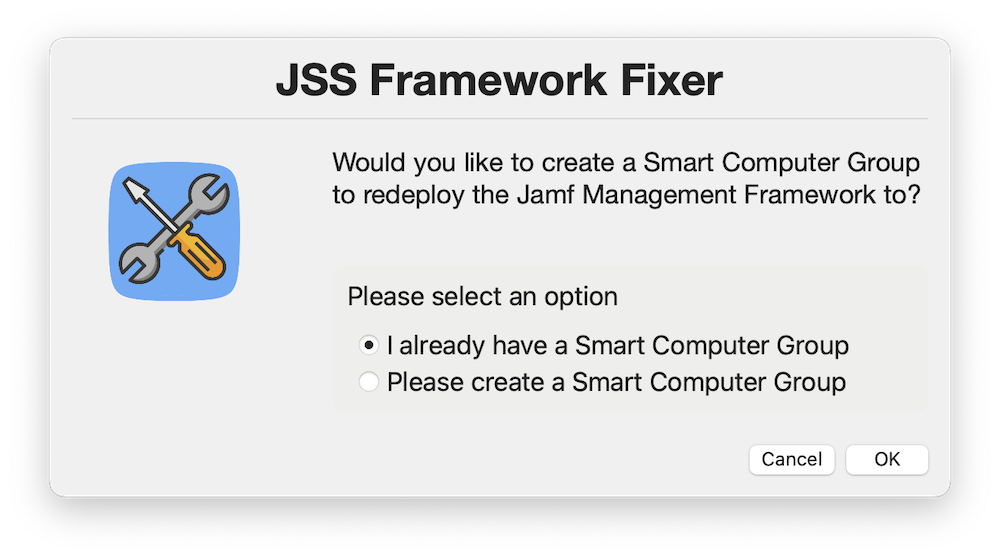 JSS Framework Fixer
Would you like to create a Smart Computer Group
to redeploy the Jamf Management Framework to?
Please select an option
I already have a Smart Computer Group
Please create a Smart Computer Group
Cancel
OK